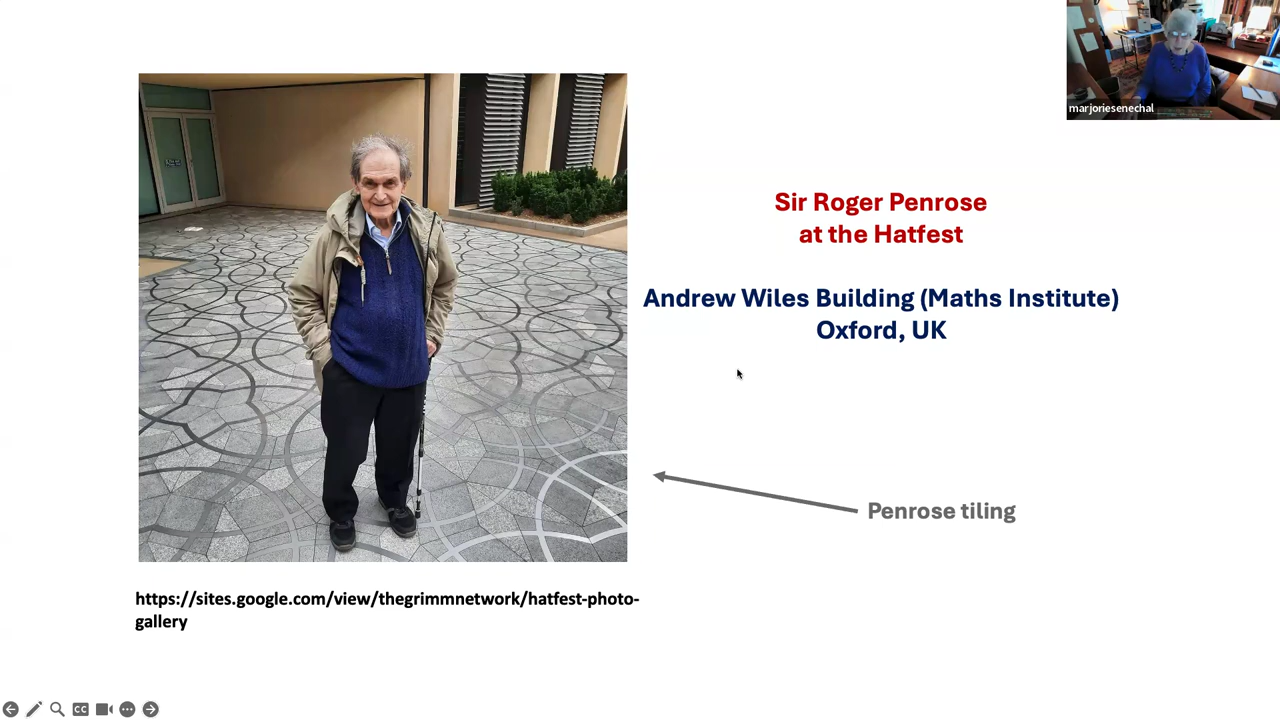 marjoriesenechal
Sir Roger Penrose
at the Hatfest
Andrew Wiles Building (Maths Institute)
Oxford, UK
Penrose tiling
https://sites.google.com/view/thegrimmnetwork/hatfest-photo-
gallery
CC